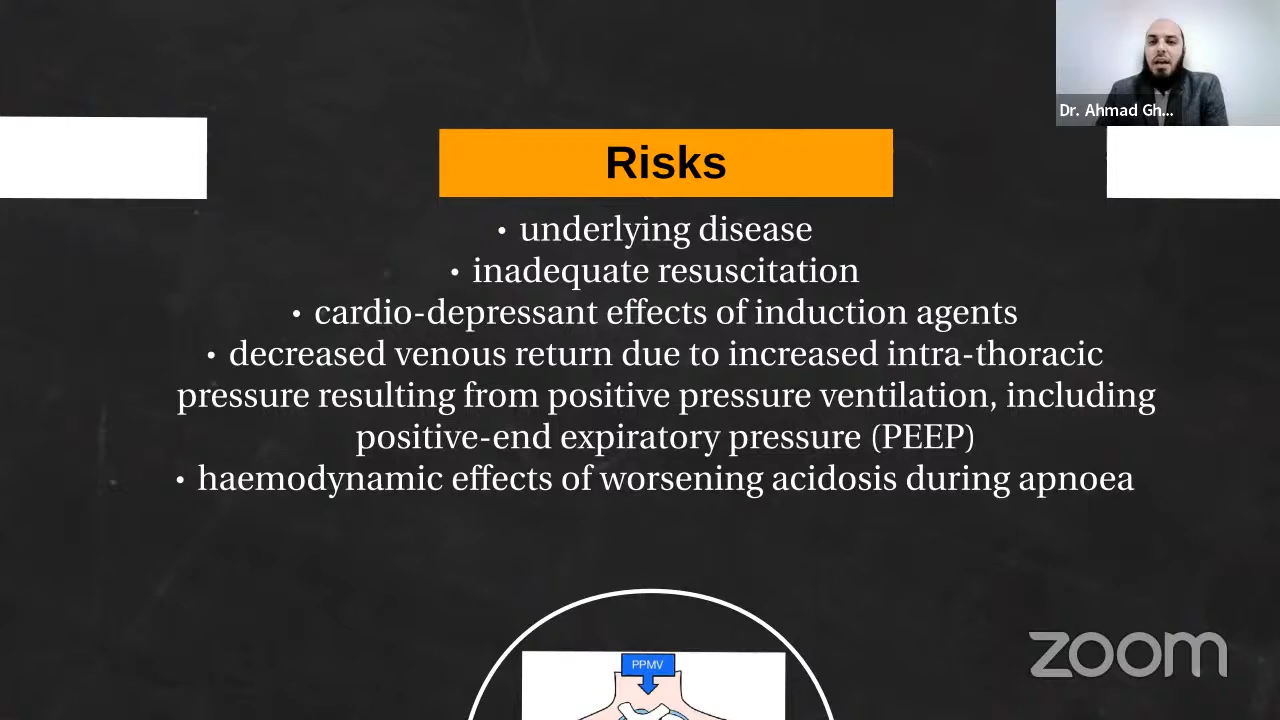 Dr. Ahmad Gh...
Risks
• underlying disease
• inadequate resuscitation
• cardio-depressant effects of induction agents
• decreased venous return due to increased intra-thoracic
pressure resulting from positive pressure ventilation, including
positive-end expiratory pressure (PEEP)
• haemodynamic effects of worsening acidosis during apnoea
PPMV
zoom